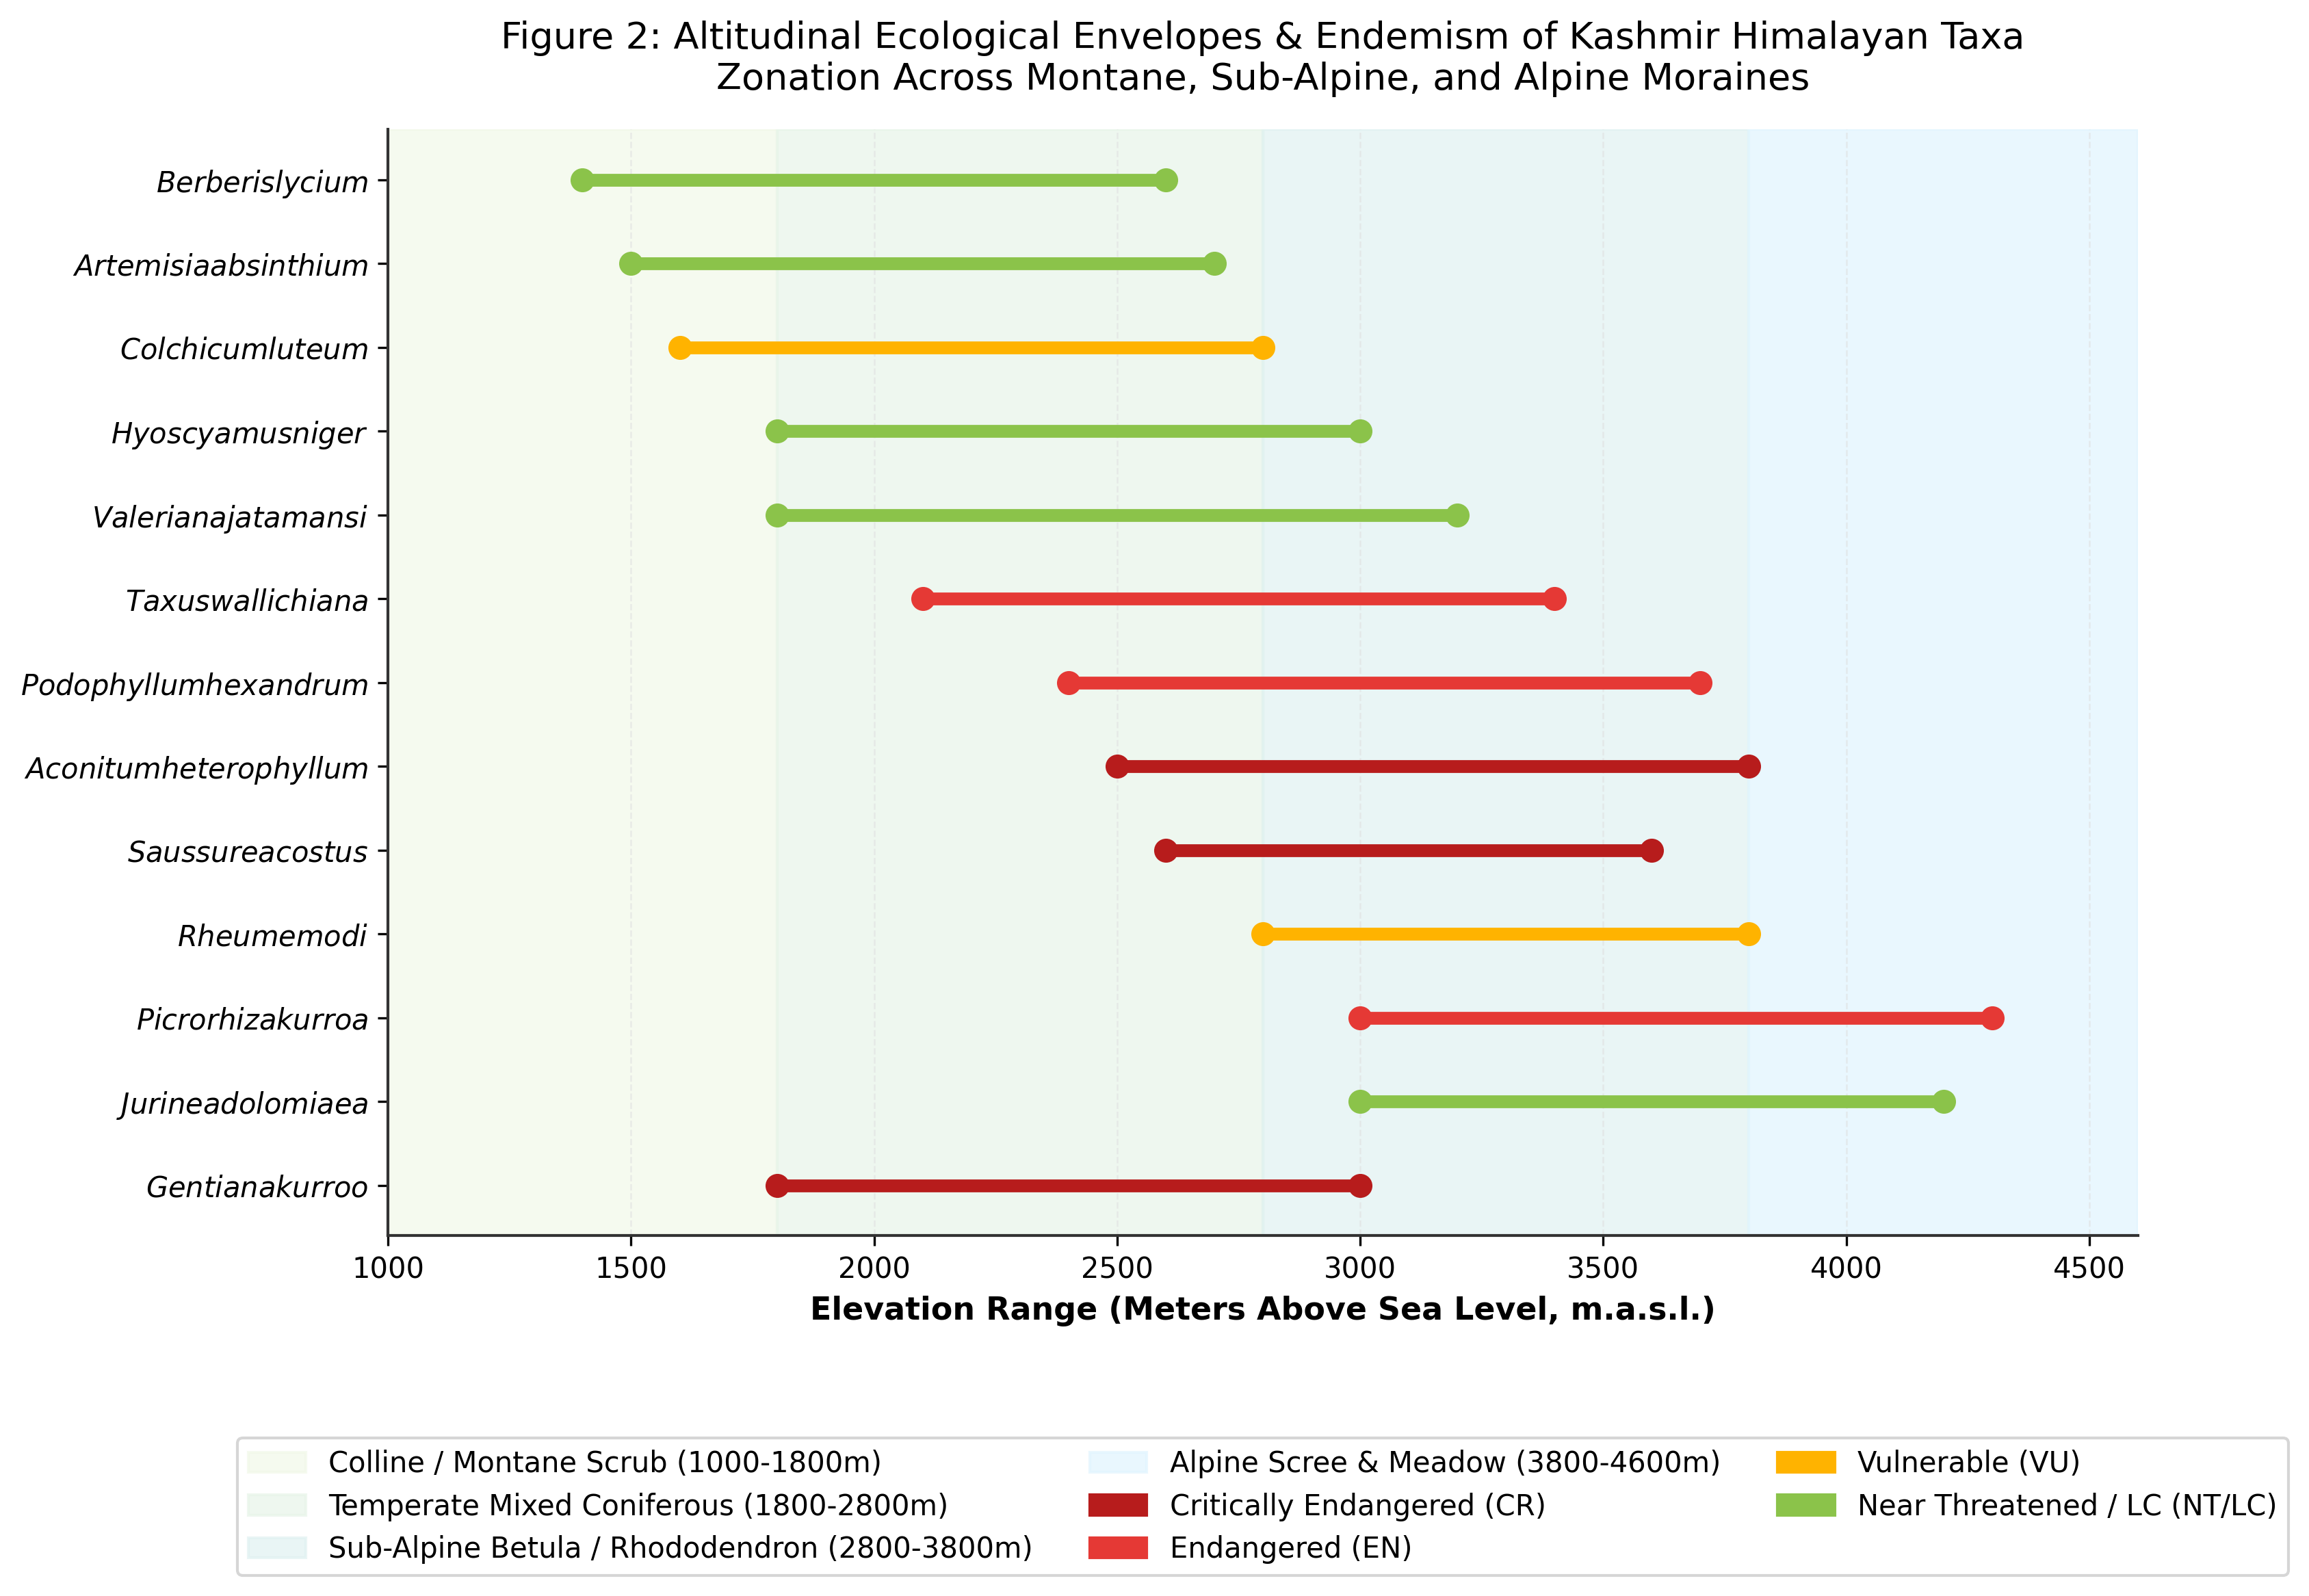 Figure 2: Altitudinal Ecological Envelopes & Endemism of Kashmir Himalayan Taxa
Zonation Across Montane, Sub-Alpine, and Alpine Moraines
Berberislycium
Artemisiaabsinthium
Colchicumluteum
Hyoscyamusniger
Valerianajatamansi
Taxuswallichiana
Podophyllumhexandrum
Aconitumheterophyllum
Saussureacostus
Rheumemodi
Picrorhizakurroa
Jurineadolomiaea
Gentianakurroo
1000 1500 2000 2500 3000 3500 4000 4500
Elevation Range (Meters Above Sea Level, m.a.s.l.)
Colline / Montane Scrub (1000-1800m)
Temperate Mixed Coniferous (1800-2800m)
Sub-Alpine Betula / Rhododendron (2800-3800m)
Alpine Scree & Meadow (3800-4600m)
Critically Endangered (CR)
Endangered (EN)
Vulnerable (VU)
Near Threatened / LC (NT/LC)